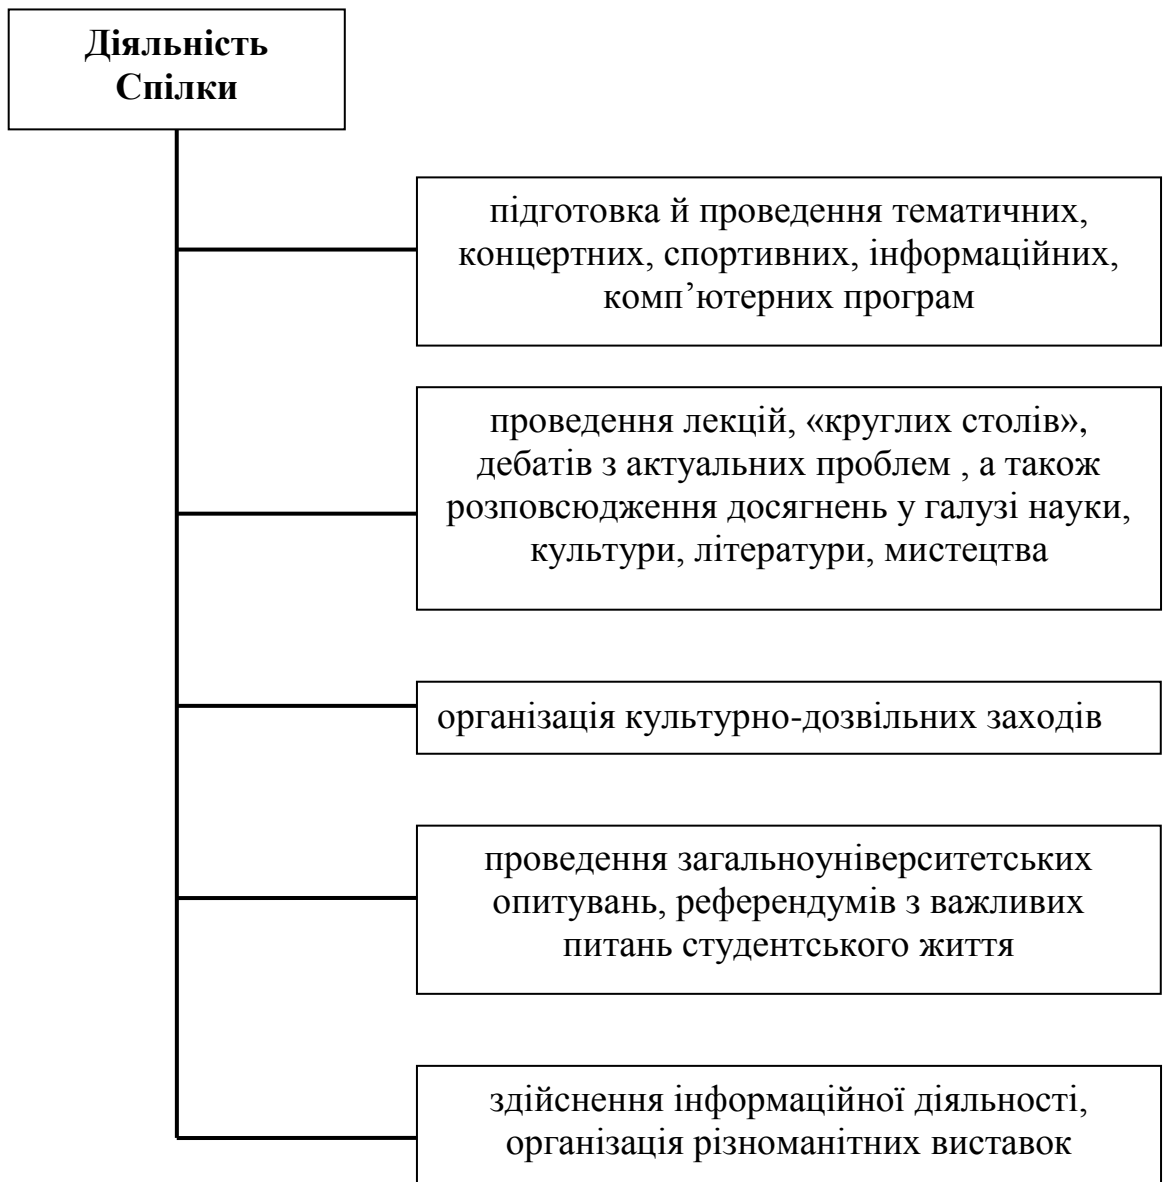 Діяльність
Спілки
підготовка й проведення тематичних,
концертних, спортивних, інформаційних,
комп’ютерних програм
проведення лекцій, «круглих столів»,
дебатів з актуальних проблем , а також
розповсюдження досягнень у галузі науки,
культури, літератури, мистецтва
організація культурно-дозвільних заходів
проведення загальноуніверситетських
опитувань, референдумів з важливих
питань студентського життя
здійснення інформаційної діяльності,
організація різноманітних виставок